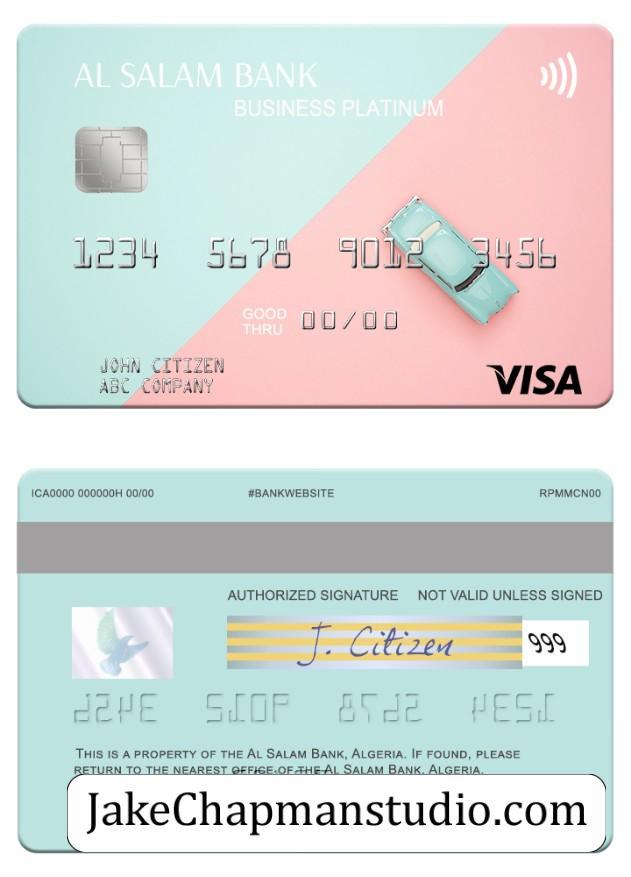 AL SALAM BANK
BUSINESS PLATINUM
1234 5678 9012 3456
GOOD
THRU 00/00
JOHN CITIZEN
ABC COMPANY
VISA
ICA0000 000000H 00/00 #BANKWEBSITE RPMMCN00
AUTHORIZED SIGNATURE NOT VALID UNLESS SIGNED
J. Citizen 999
THIS IS A PROPERTY OF THE AL SALAM BANK, ALGERIA. IF FOUND, PLEASE
RETURN TO THE NEAREST OFFICE OF THE AL SALAM BANK, ALGERIA.
JakeChapmanstudio.com